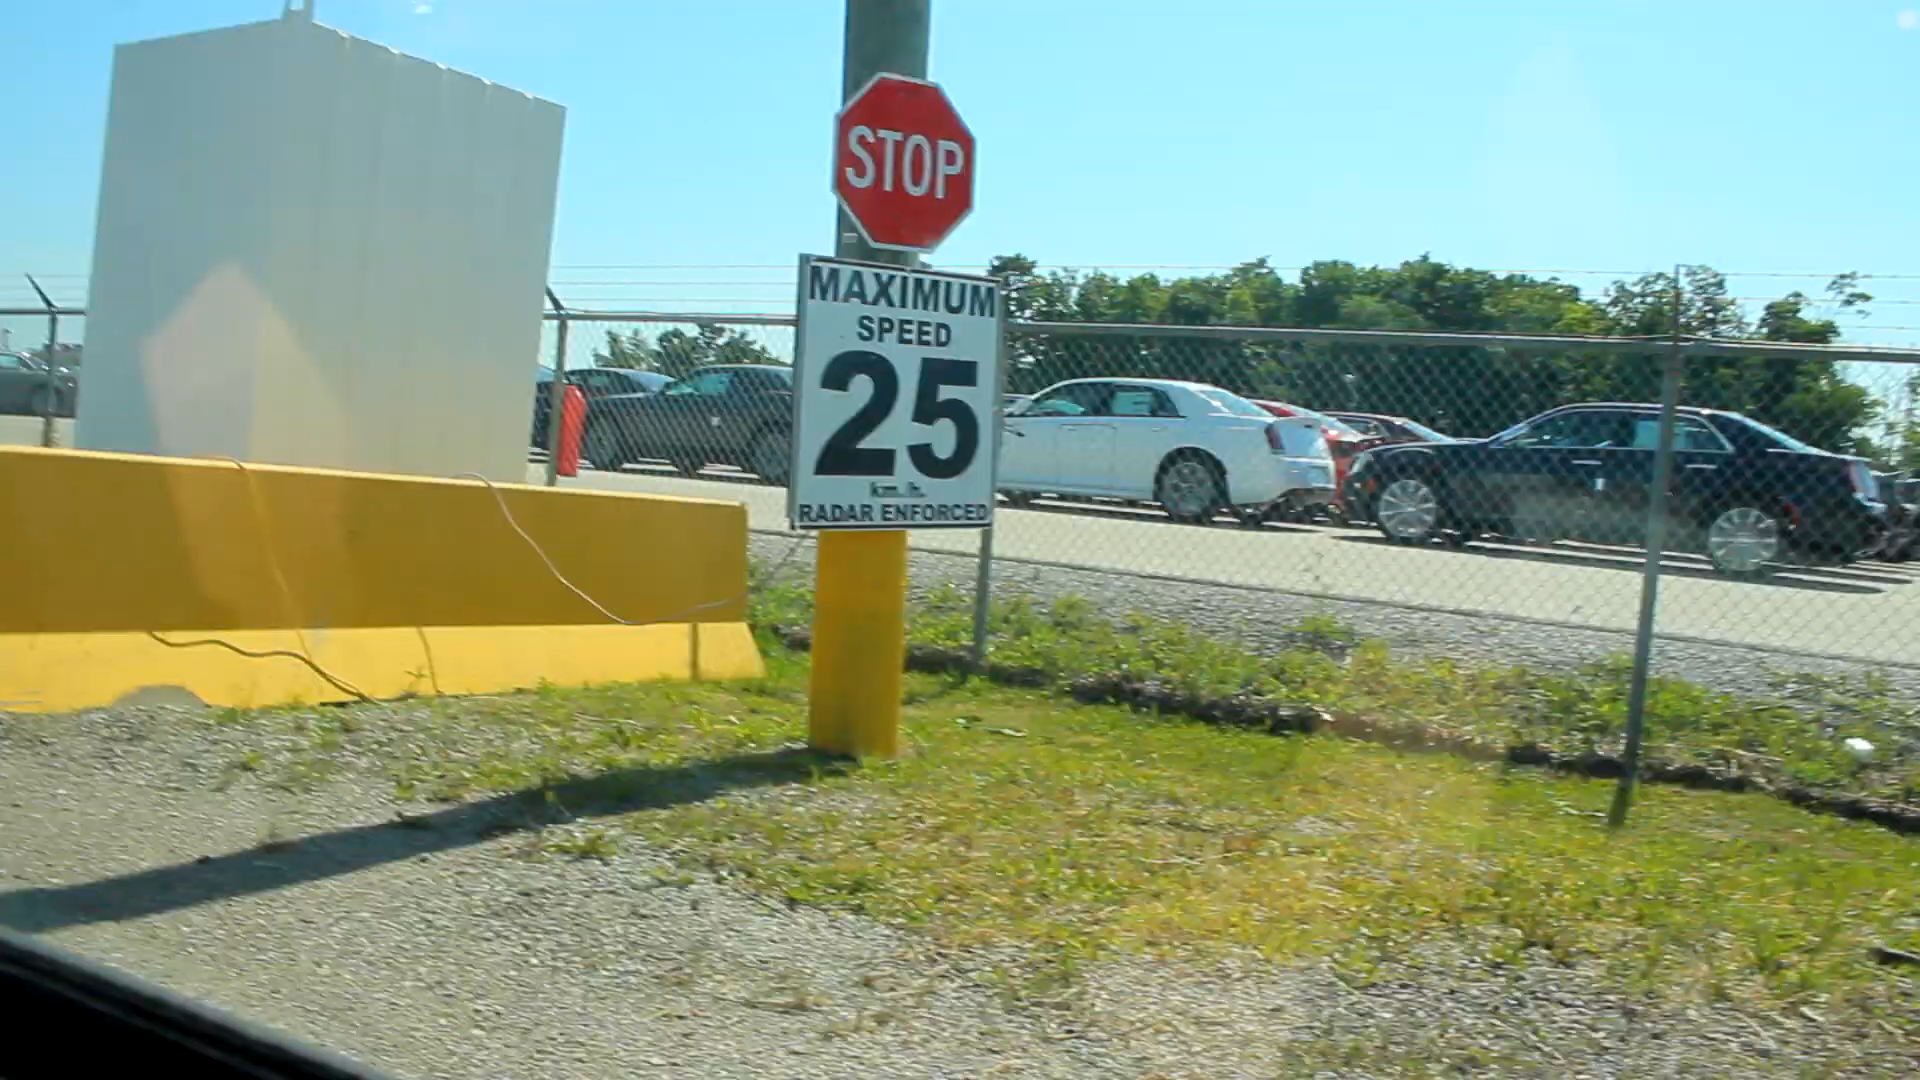 STOP
MAXIMUM
SPEED
25
km./h.
RADAR ENFORCED